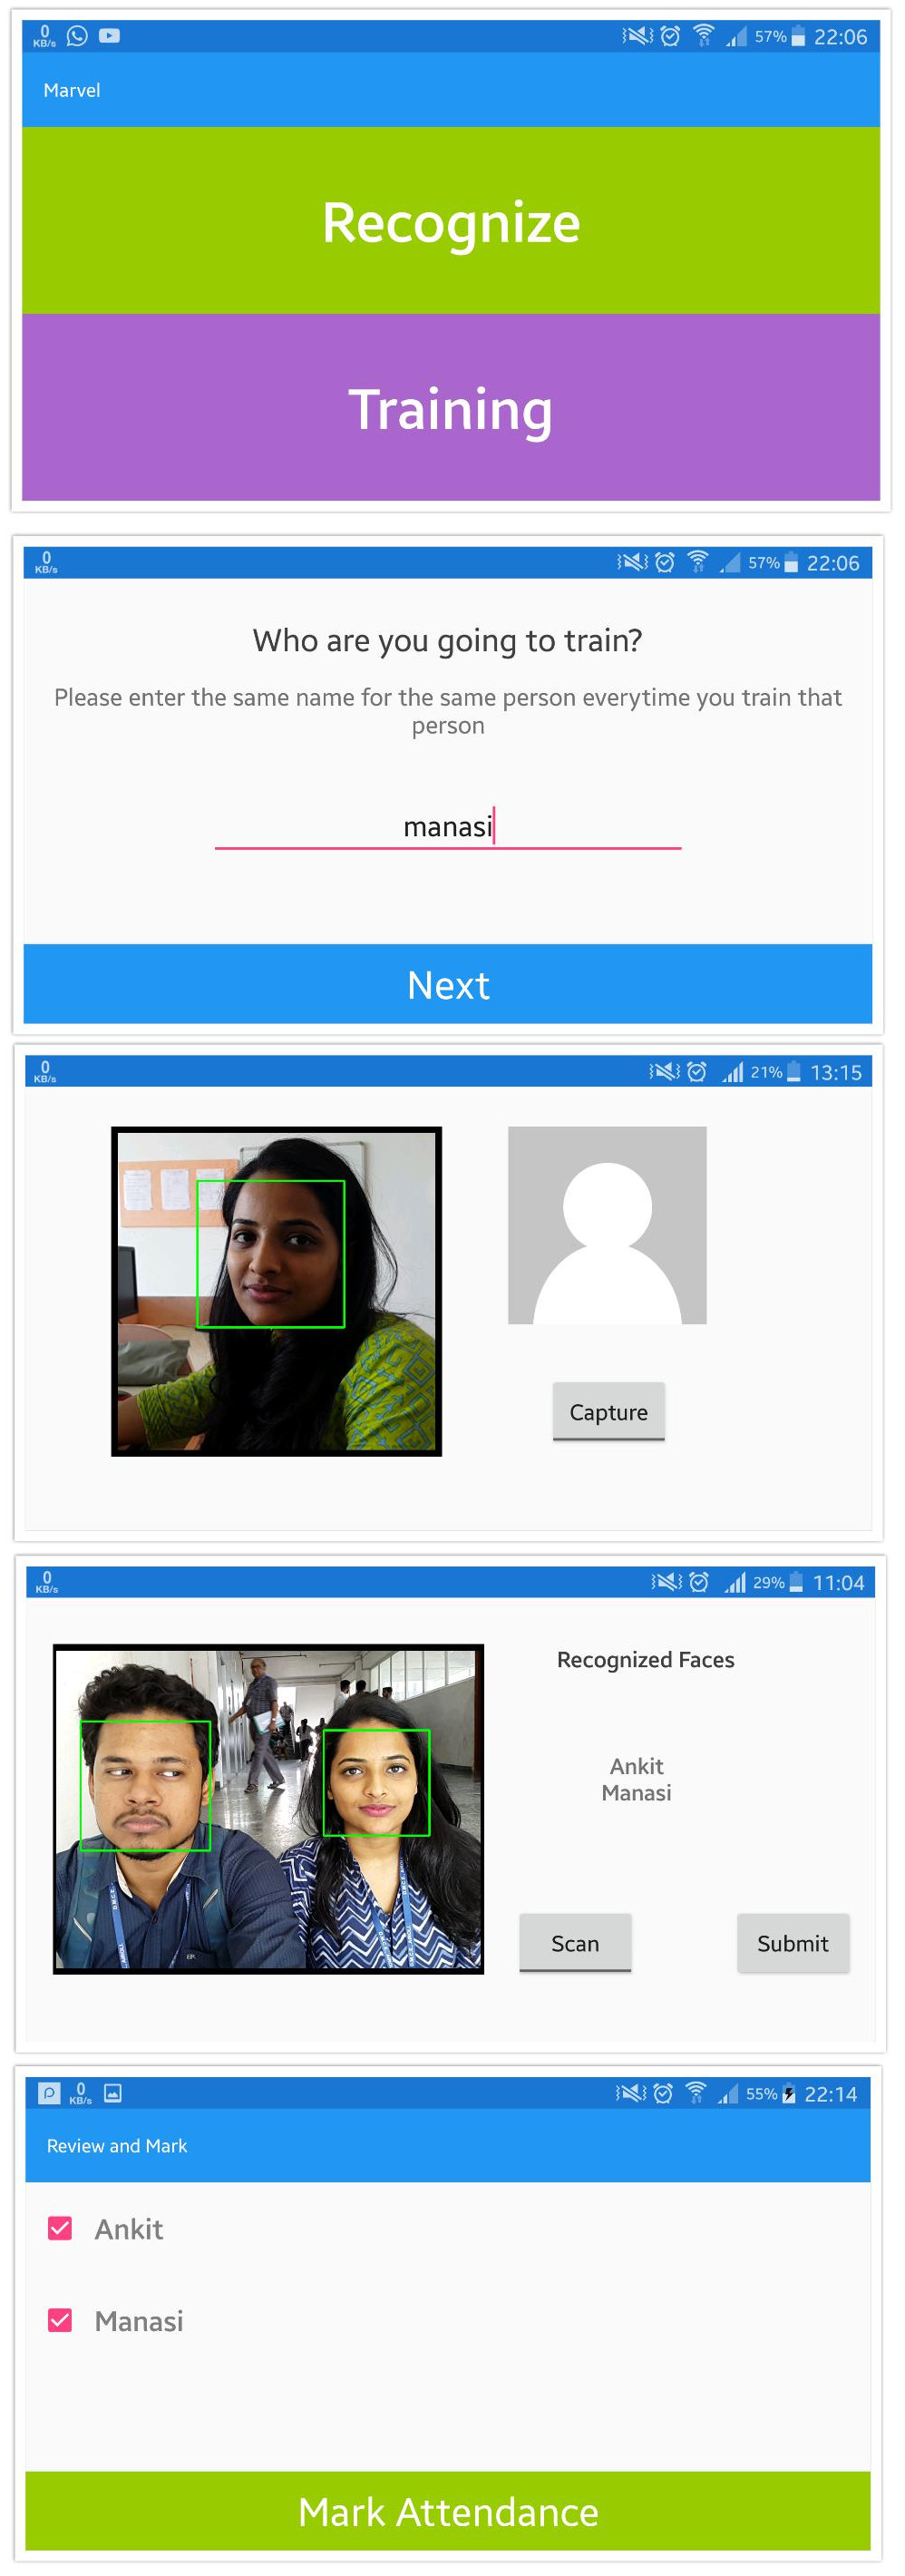 0
KB/s
57%
22:06
Marvel
Recognize
Training
0
KB/s
57%
22:06
Who are you going to train?
Please enter the same name for the same person everytime you train that
person
manasi
Next
0
KB/s
21%
13:15
Capture
0
KB/s
29%
11:04
Recognized Faces
Ankit
Manasi
Scan
Submit
0
KB/s
55%
22:14
Review and Mark
Ankit
Manasi
Mark Attendance